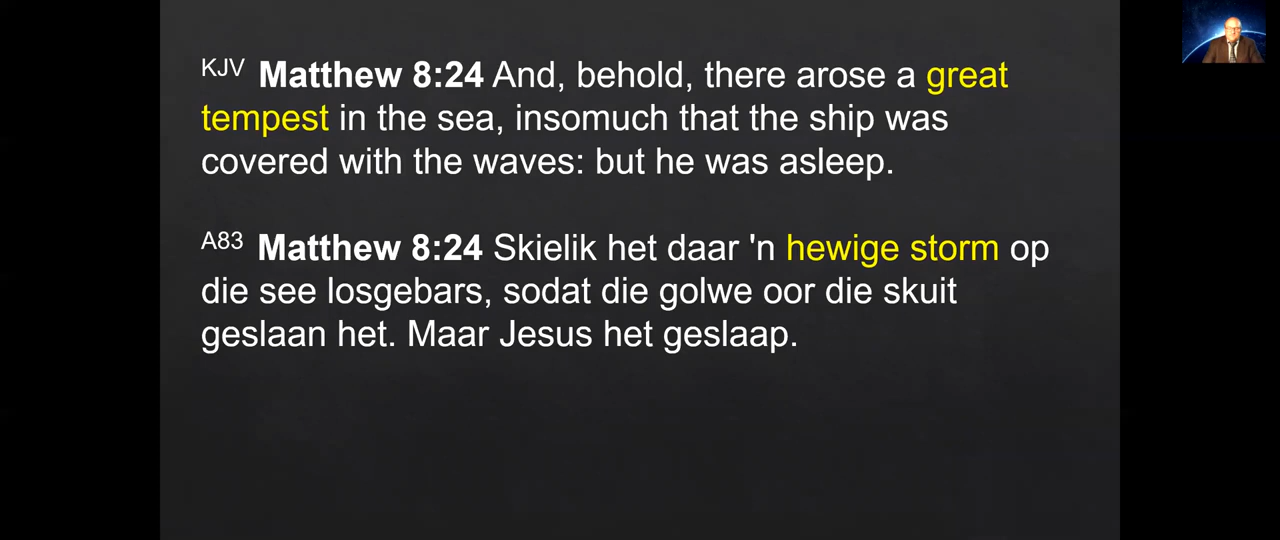 KJV Matthew 8:24 And, behold, there arose a great
tempest in the sea, insomuch that the ship was
covered with the waves: but he was asleep.
A83 Matthew 8:24 Skielik het daar 'n hewige storm op
die see losgebars, sodat die golwe oor die skuit
geslaan het. Maar Jesus het geslaap.